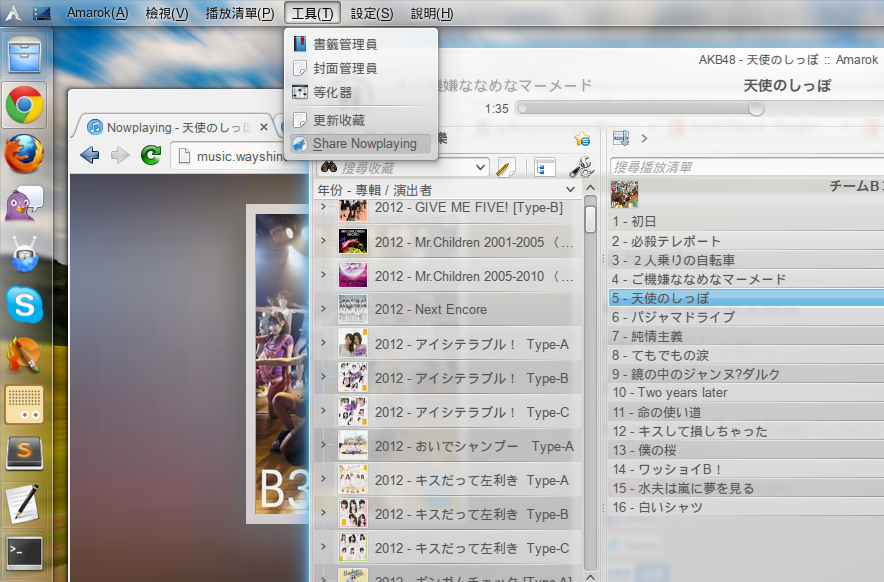 Amarok(A) 檢視(V) 播放清單(P) 工具(T) 設定(S) 說明(H)
書籤管理員
封面管理員
等化器
更新收藏
Share Nowplaying
AKB48 - 天使のしっぽ :: Amarok
機嫌ななめなマーメード
天使のしっぽ
1:35
Nowplaying - 天使のしっ
music.wayshin
樂
搜尋收藏
年份 - 專輯 / 演出者
2012 - GIVE ME FIVE! [Type-B]
2012 - Mr.Children 2001-2005 〈 ...
2012 - Mr.Children 2005-2010 〈 ...
2012 - Next Encore
2012 - アイシテラブル！ Type-A
2012 - アイシテラブル！ Type-B
2012 - アイシテラブル！ Type-C
2012 - おいでシャンプー Type-A
2012 - キスだって左利き Type-A
2012 - キスだって左利き Type-B
2012 - キスだって左利き Type-C
2012 - ギンガムチェック [Type-A]
搜尋播放清單
チームB
1 - 初日
2 - 必殺テレポート
3 - ２人乗りの自転車
4 - ご機嫌ななめなマーメード
5 - 天使のしっぽ
6 - パジャマドライブ
7 - 純情主義
8 - てもでもの涙
9 - 鏡の中のジャンヌ?ダルク
10 - Two years later
11 - 命の使い道
12 - キスして損しちゃった
13 - 僕の桜
14 - ワッショイB！
15 - 水夫は嵐に夢を見る
16 - 白いシャツ
B3